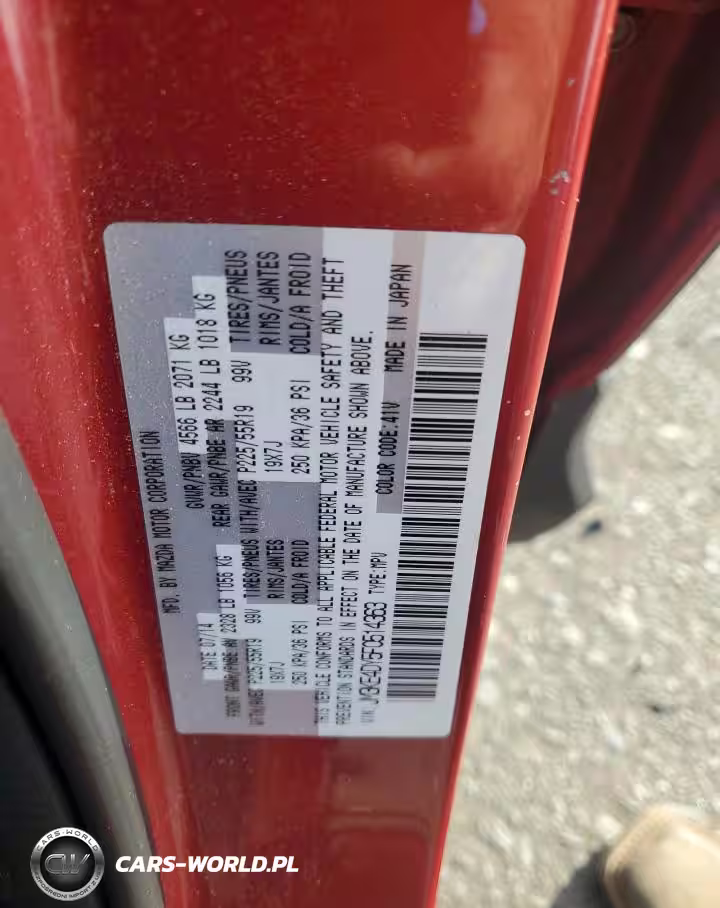 MFD. BY MAZDA MOTOR CORPORATION
DATE 07/14 GVWR/PNBV 4566 LB 2071 KG
FRONT GAWR/PNBE AV 2328 LB 1056 KG REAR GAWR/PNBE AR 2244 LB 1018 KG
WITH/AVEC P225/55R19 99V TIRES/PNEUS WITH/AVEC P225/55R19 99V TIRES/PNEUS
19X7J RIMS/JANTES 19X7J RIMS/JANTES
250 KPA/36 PSI COLD/A FROID 250 KPA/36 PSI COLD/A FROID
THIS VEHICLE CONFORMS TO ALL APPLICABLE FEDERAL MOTOR VEHICLE SAFETY AND THEFT
PREVENTION STANDARDS IN EFFECT ON THE DATE OF MANUFACTURE SHOWN ABOVE.
VIN JM3KE4DY5F0514363 TYPE:MPV COLOR CODE:41V MADE IN JAPAN
CARS-WORLD
CW
CARS-WORLD.PL